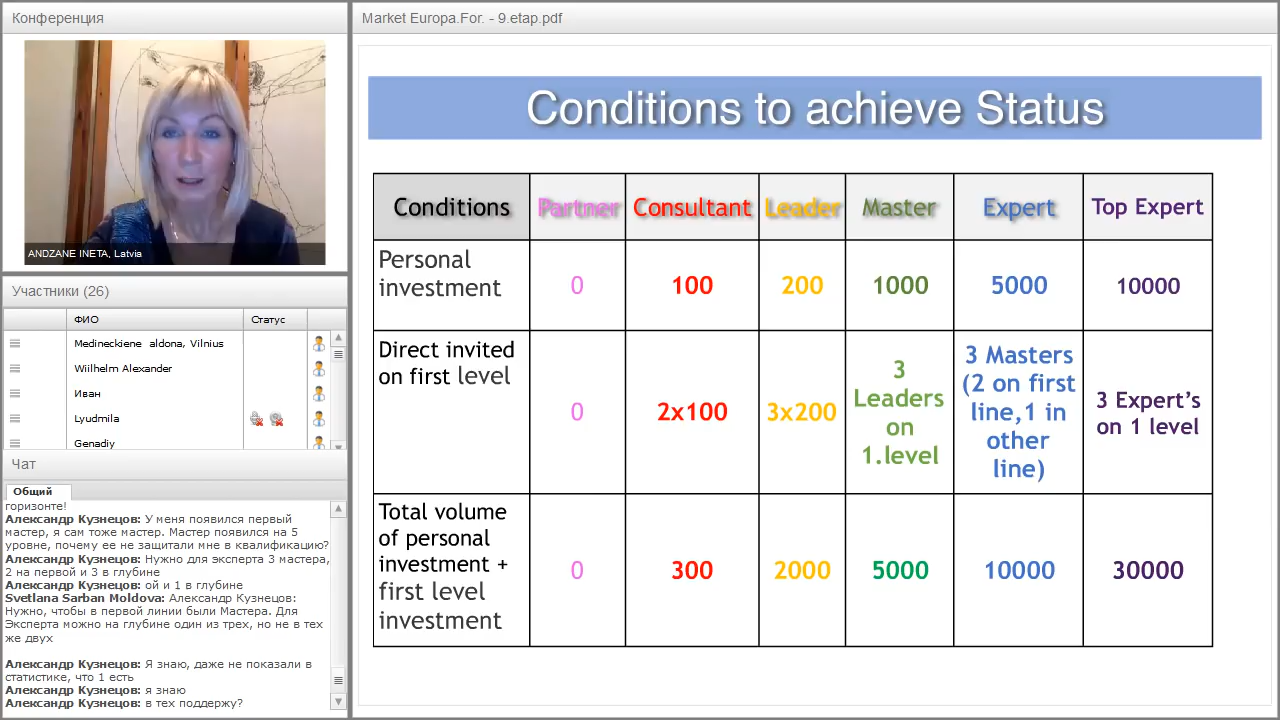 Конференция
ANDZANE INETA, Latvia
Участники (26)
ФИО
Статус
Medineckiene aldona, Vilnius
Wiilhelm Alexander
Иван
Lyudmila
Genadiy
Чат
Общий
горизонте!
Александр Кузнецов: У меня появился первый
мастер, я сам тоже мастер. Мастер появился на 5
уровне, почему ее не защитали мне в квалификацию?
Александр Кузнецов: Нужно для эксперта 3 мастера,
2 на первой и 3 в глубине
Александр Кузнецов: ой и 1 в глубине
Svetlana Sarban Moldova: Александр Кузнецов:
Нужно, чтобы в первой линии были Мастера. Для
Эксперта можно на глубине один из трех, но не в тех
же двух
Александр Кузнецов: Я знаю, даже не показали в
статистике, что 1 есть
Александр Кузнецов: я знаю
Александр Кузнецов: в тех поддержу?
Market Europa.For. - 9.etap.pdf
Conditions to achieve Status
Conditions
Partner
Consultant
Leader
Master
Expert
Top Expert
Personal
investment
0
100
200
1000
5000
10000
Direct invited
on first level
0
2x100
3x200
3
Leaders
on
1.level
3 Masters
(2 on first
line,1 in
other
line)
3 Expert's
on 1 level
Total volume
of personal
investment +
first level
investment
0
300
2000
5000
10000
30000